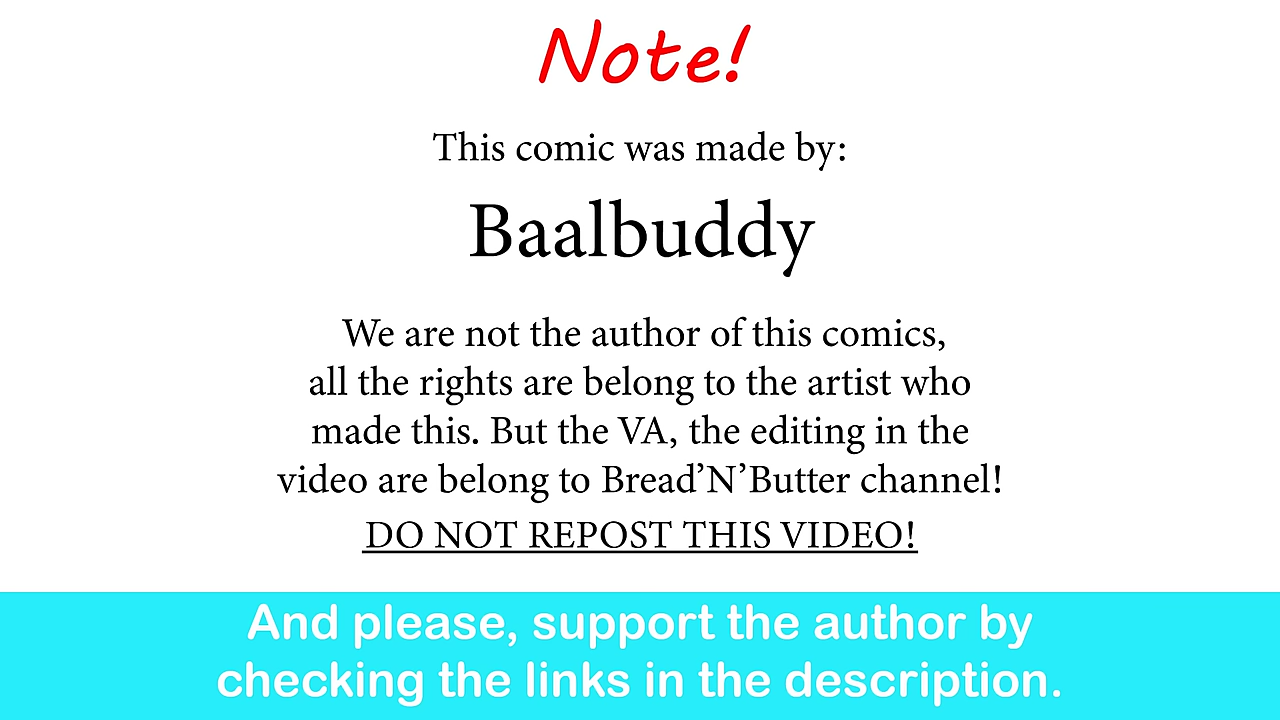 Note!
This comic was made by:
Baalbuddy
We are not the author of this comics,
all the rights are belong to the artist who
made this. But the VA, the editing in the
video are belong to Bread’N’Butter channel!
DO NOT REPOST THIS VIDEO!
And please, support the author by
checking the links in the description.